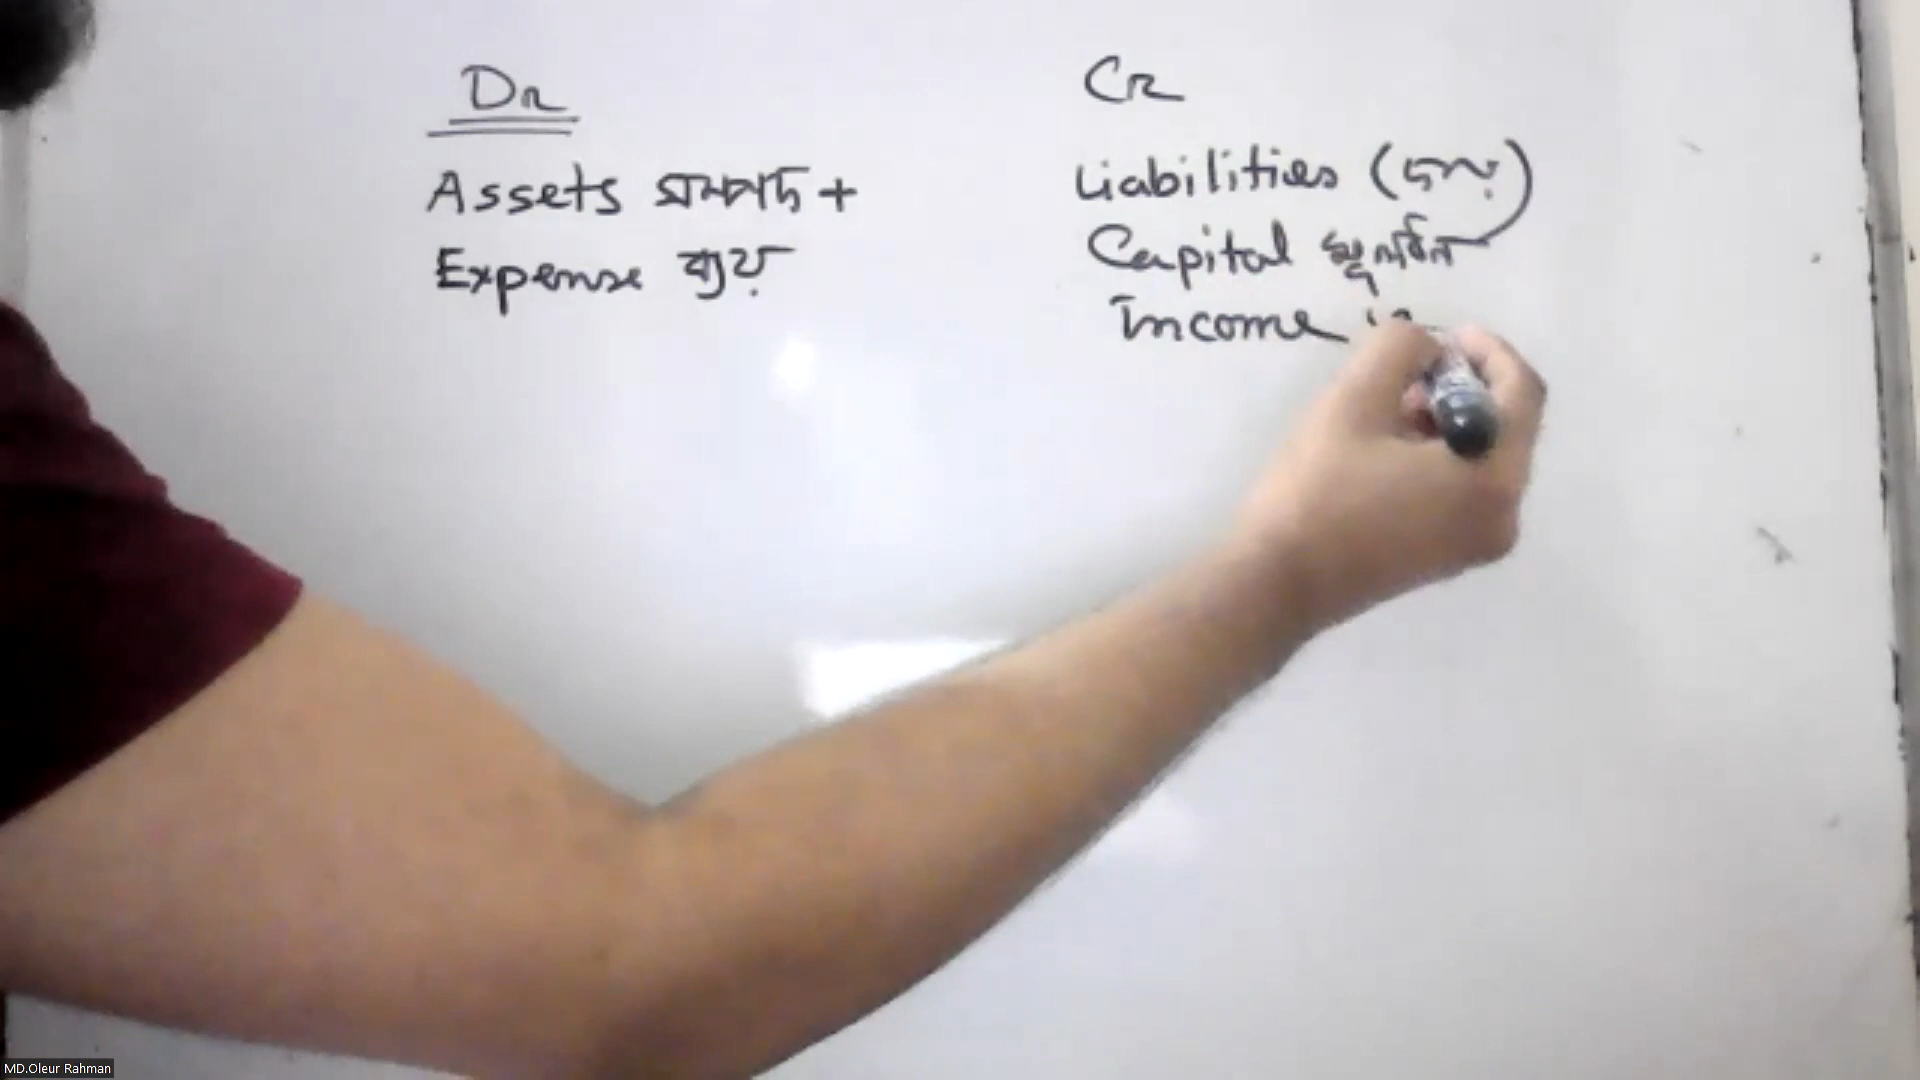 Dr
Assets সম্পদ +
Expense ব্যয়
Cr
Liabilities (দায়)
Capital মূলধন
Income
MD.Oleur Rahman